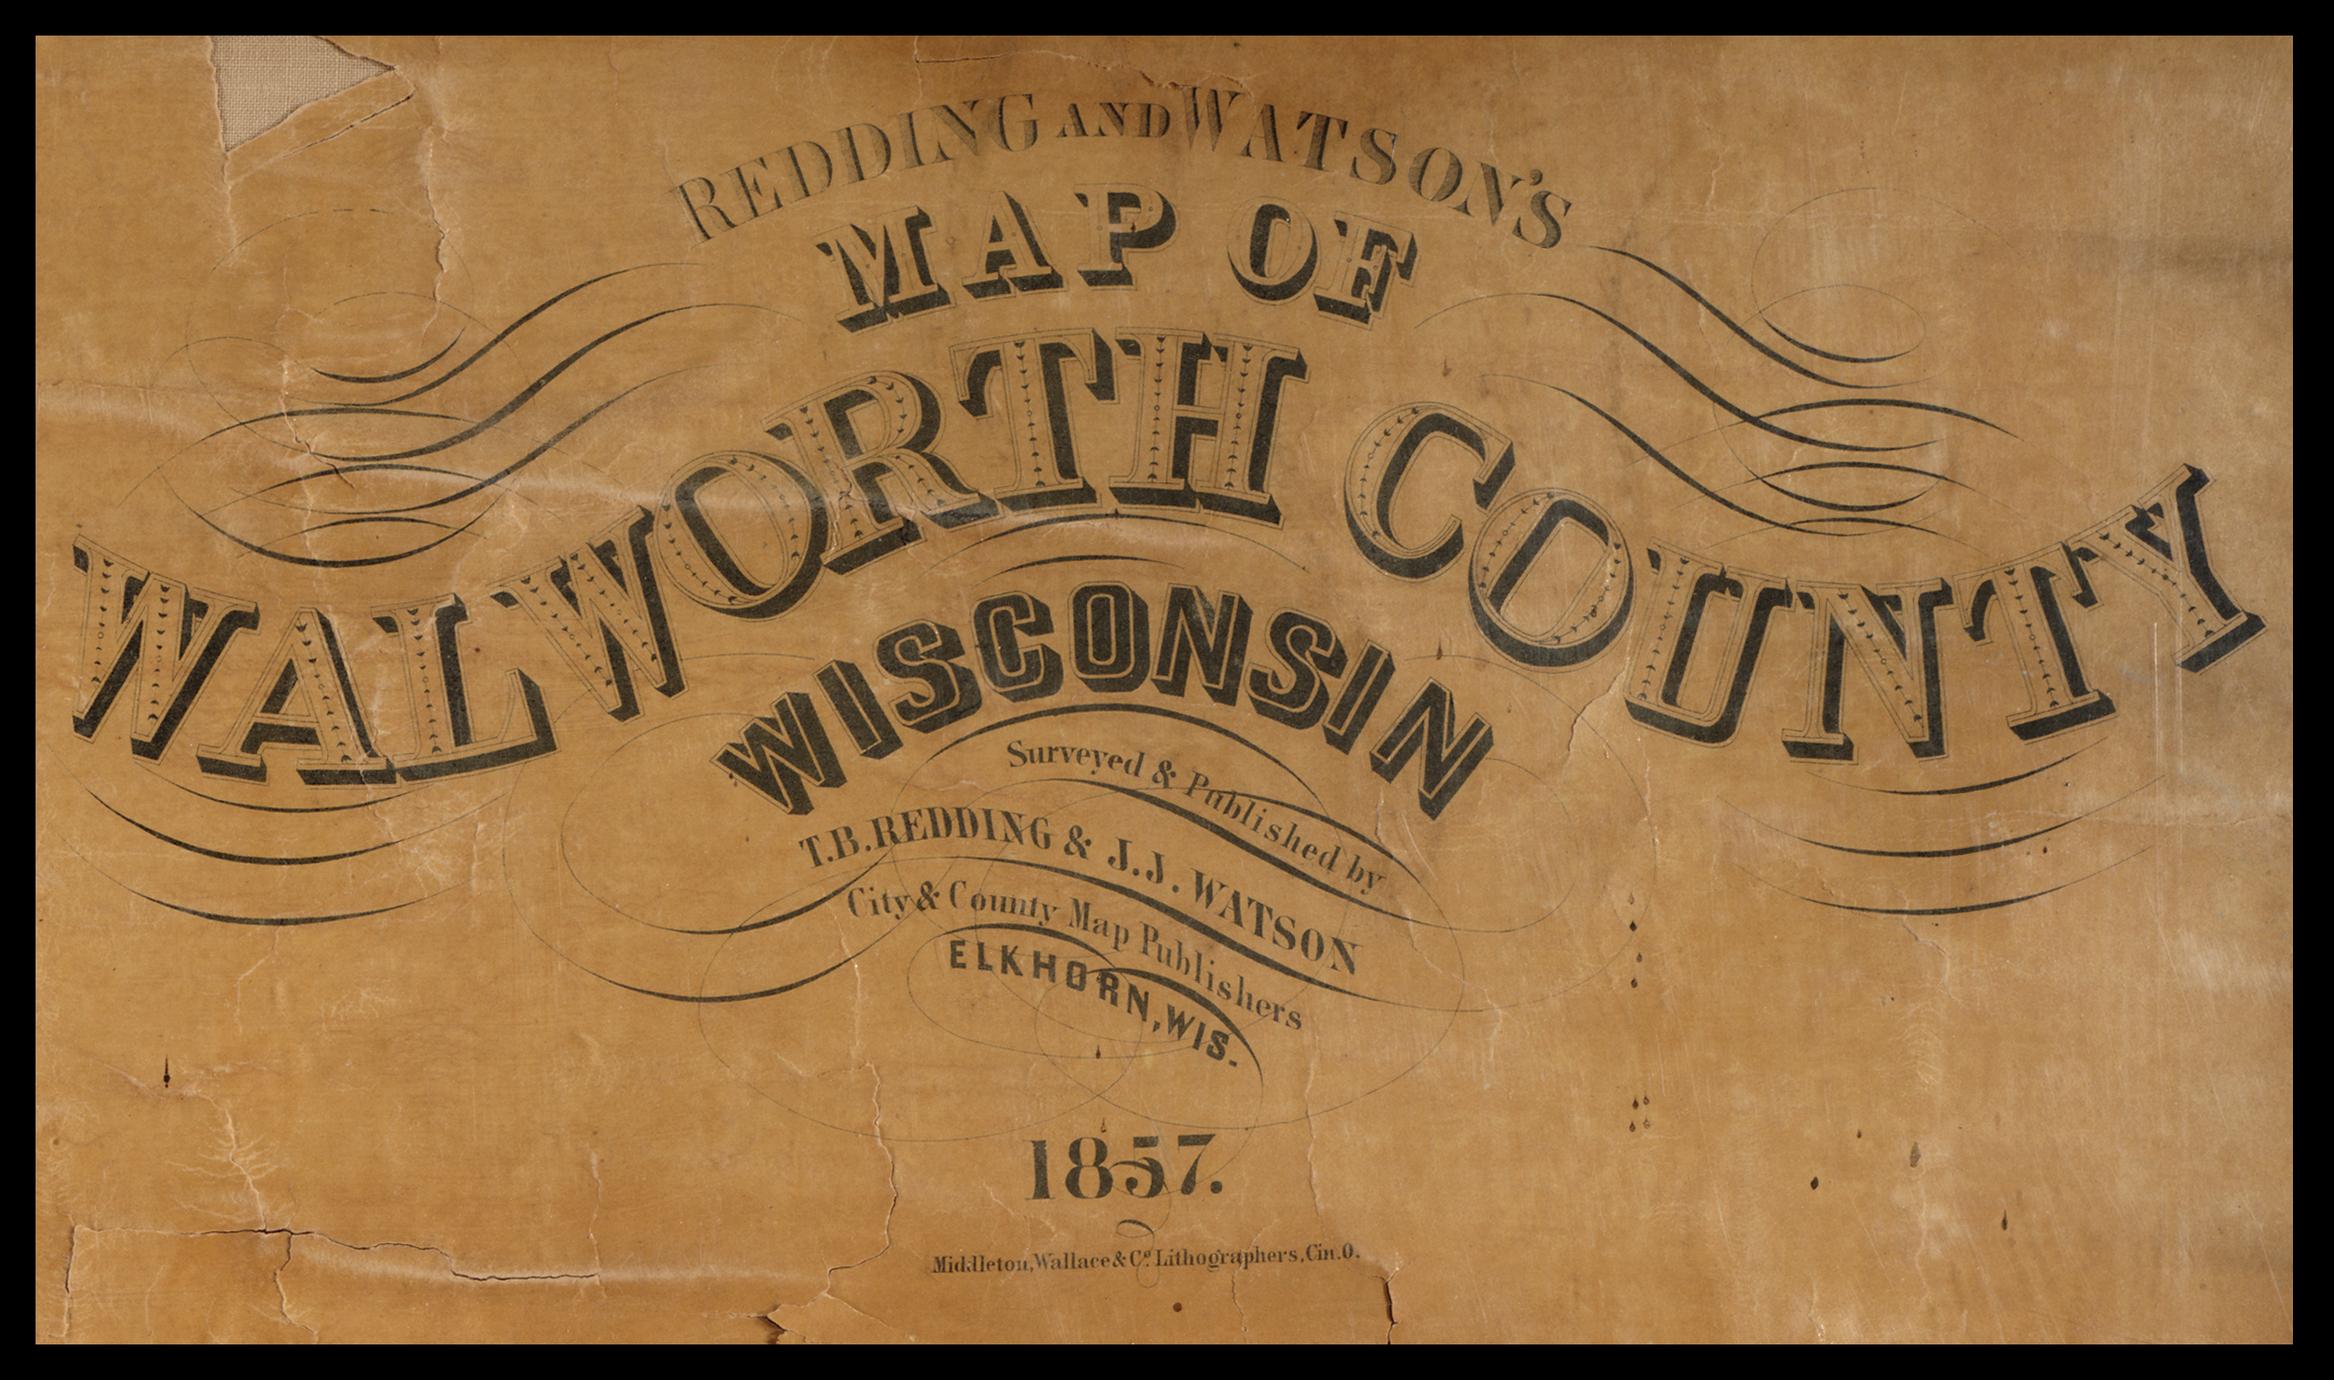 REDDING AND WATSON'S
MAP OF
WALWORTH COUNTY
WISCONSIN
Surveyed & Published by
T.B. REDDING & J.J. WATSON
City & County Map Publishers
ELKHORN, WIS.
1857.
Middleton, Wallace & Co. Lithographers, Cin. O.